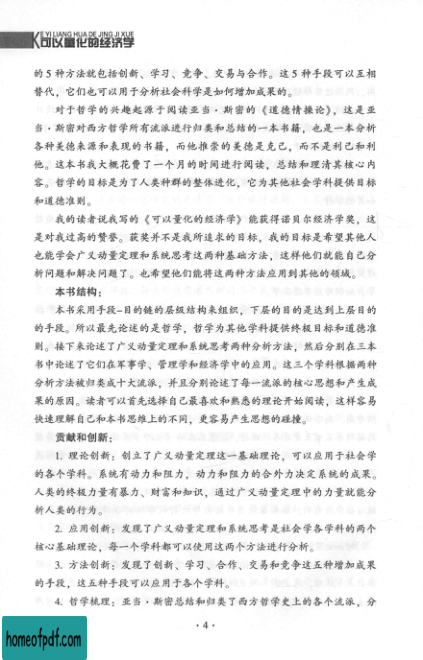 KE YI LIANG HUA DE JING JI XUE
可以量化的经济学
的 5 种方法就包括创新、学习、竞争、交易与合作。这 5 种手段可以互相
替代，它们也可以用于分析社会科学是如何增加成果的。
对于哲学的兴趣起源于阅读亚当·斯密的《道德情操论》，这是亚
当·斯密对西方哲学所有流派进行归类和总结的一本书籍，也是一本分析
各种美德来源和表现的书籍，而他推崇的美德是克己，而不是利己和利
他。这本书我大概花费了一个月的时间进行阅读，总结和理清其核心内
容。哲学的目标是为了人类种群的整体进化，它为其他社会学科提供目标
和道德准则。
我的读者说我写的《可以量化的经济学》能获得诺贝尔经济学奖，这
是对我过高的赞誉。获奖并不是我所追求的目标，我的目标是希望其他人
也能学会广义动量定理和系统思考这两种基础方法，这样他们就能自己分
析问题和解决问题了。也希望他们能将这两种方法应用到其他的领域。
本书结构：
本书采用手段-目的链的层级结构来组织，下层的目的是达到上层目的
的手段。所以最先论述的是哲学，哲学为其他学科提供终极目标和道德准
则。接下来论述了广义动量定理和系统思考两种分析方法，然后分别在三本
书中论述了它们在军事学、管理学和经济学中的应用。这三个学科根据两种
分析方法被归类成十大流派，并且分别论述了每一流派的核心思想和产生成
果的原因。读者可以首先选择自己最喜欢和熟悉的理论开始阅读，这样容易
快速理解自己和本书思维上的不同，更容易产生思想的碰撞。
贡献和创新：
1. 理论创新：创立了广义动量定理这一基础理论，可以应用于社会学
的各个学科。系统有动力和阻力，动力和阻力的合外力决定系统的成果。
人类的终极力量有暴力、财富和知识，通过广义动量定理中的力量就能分
析人类的行为。
2. 应用创新：发现了广义动量定理和系统思考是社会学各学科的两个
核心基础理论，每一个学科都可以使用这两个方法进行分析。
3. 方法创新：发现了创新、学习、合作、交易和竞争这五种增加成果
的手段，这五种手段可以应用于各个学科。
4. 哲学梳理：亚当·斯密总结和归类了西方哲学史上的各个流派，分
· 4 ·
homeofpdf.com